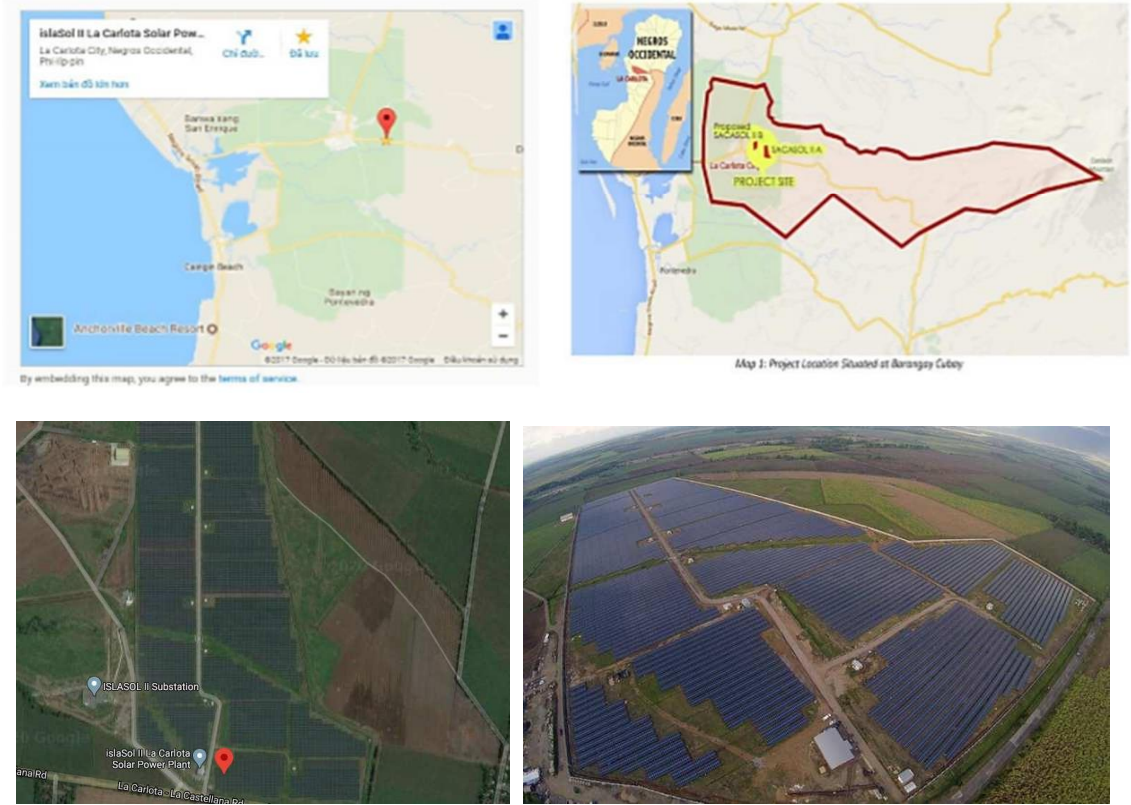 islaSol II La Carlota Solar Pow...
La Carlota City, Negros Occidental,
Phi-líp-pin
Chỉ đườ...
Đã lưu
Xem bản đồ lớn hơn
Banwa sang
San Enrique
Caingin Beach
Bayan ng
Pontevedra
Anchorville Beach Resort
Google
©2017 Google - Dữ liệu bản đồ ©2017 Google
Điều khoản sử dụng
By embedding this map, you agree to the terms of service.
NEGROS
OCCIDENTAL
LA CARLOTA
Proposed
SACASOL II B
SACASOL II A
La Carlota City
PROJECT SITE
Pontevedra
Map 1: Project Location Situated at Barangay Cubay
ISLASOL II Substation
islaSol II La Carlota
Solar Power Plant
ana Rd
La Carlota - La Castellana Rd